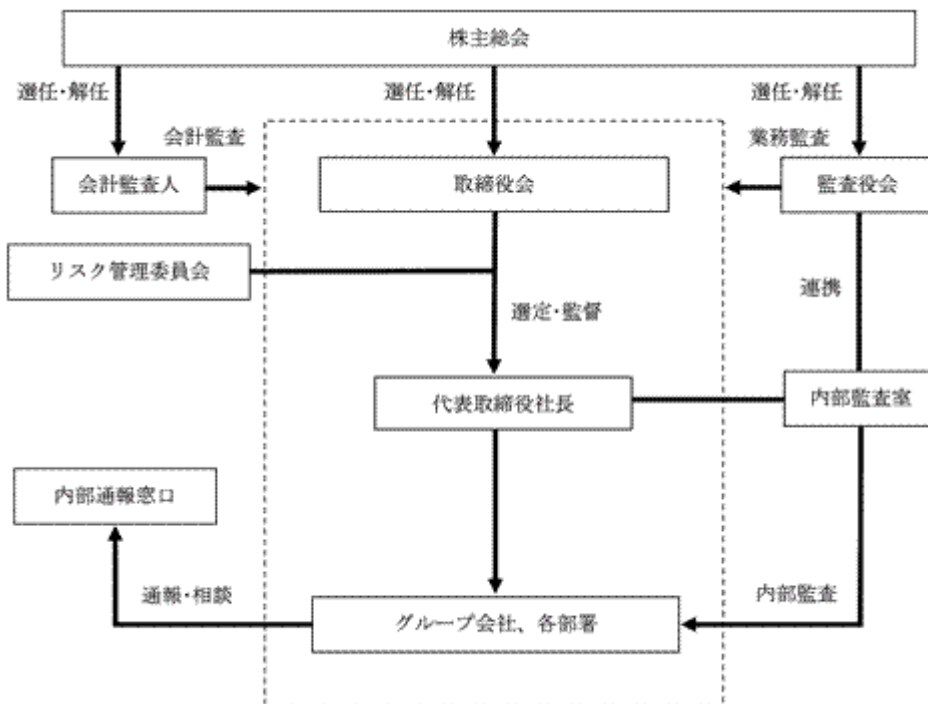 株主総会
選任・解任
選任・解任
選任・解任
会計監査
業務監査
会計監査人
取締役会
監査役会
リスク管理委員会
連携
選定・監督
代表取締役社長
内部監査室
内部通報窓口
通報・相談
内部監査
グループ会社、各部署